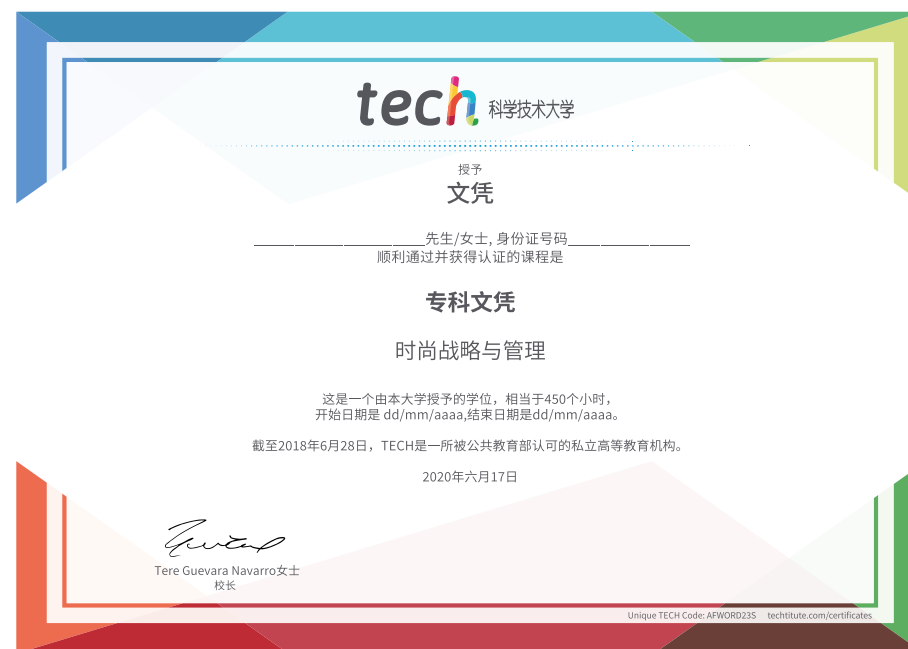 tech 科学技术大学
授予
文凭
先生/女士, 身份证号码
顺利通过并获得认证的课程是
专科文凭
时尚战略与管理
这是一个由本大学授予的学位，相当于450个小时，
开始日期是 dd/mm/aaaa,结束日期是dd/mm/aaaa。
截至2018年6月28日，TECH是一所被公共教育部认可的私立高等教育机构。
2020年六月17日
Tere Guevara Navarro女士
校长
Unique TECH Code: AFWORD23S techtitute.com/certificates